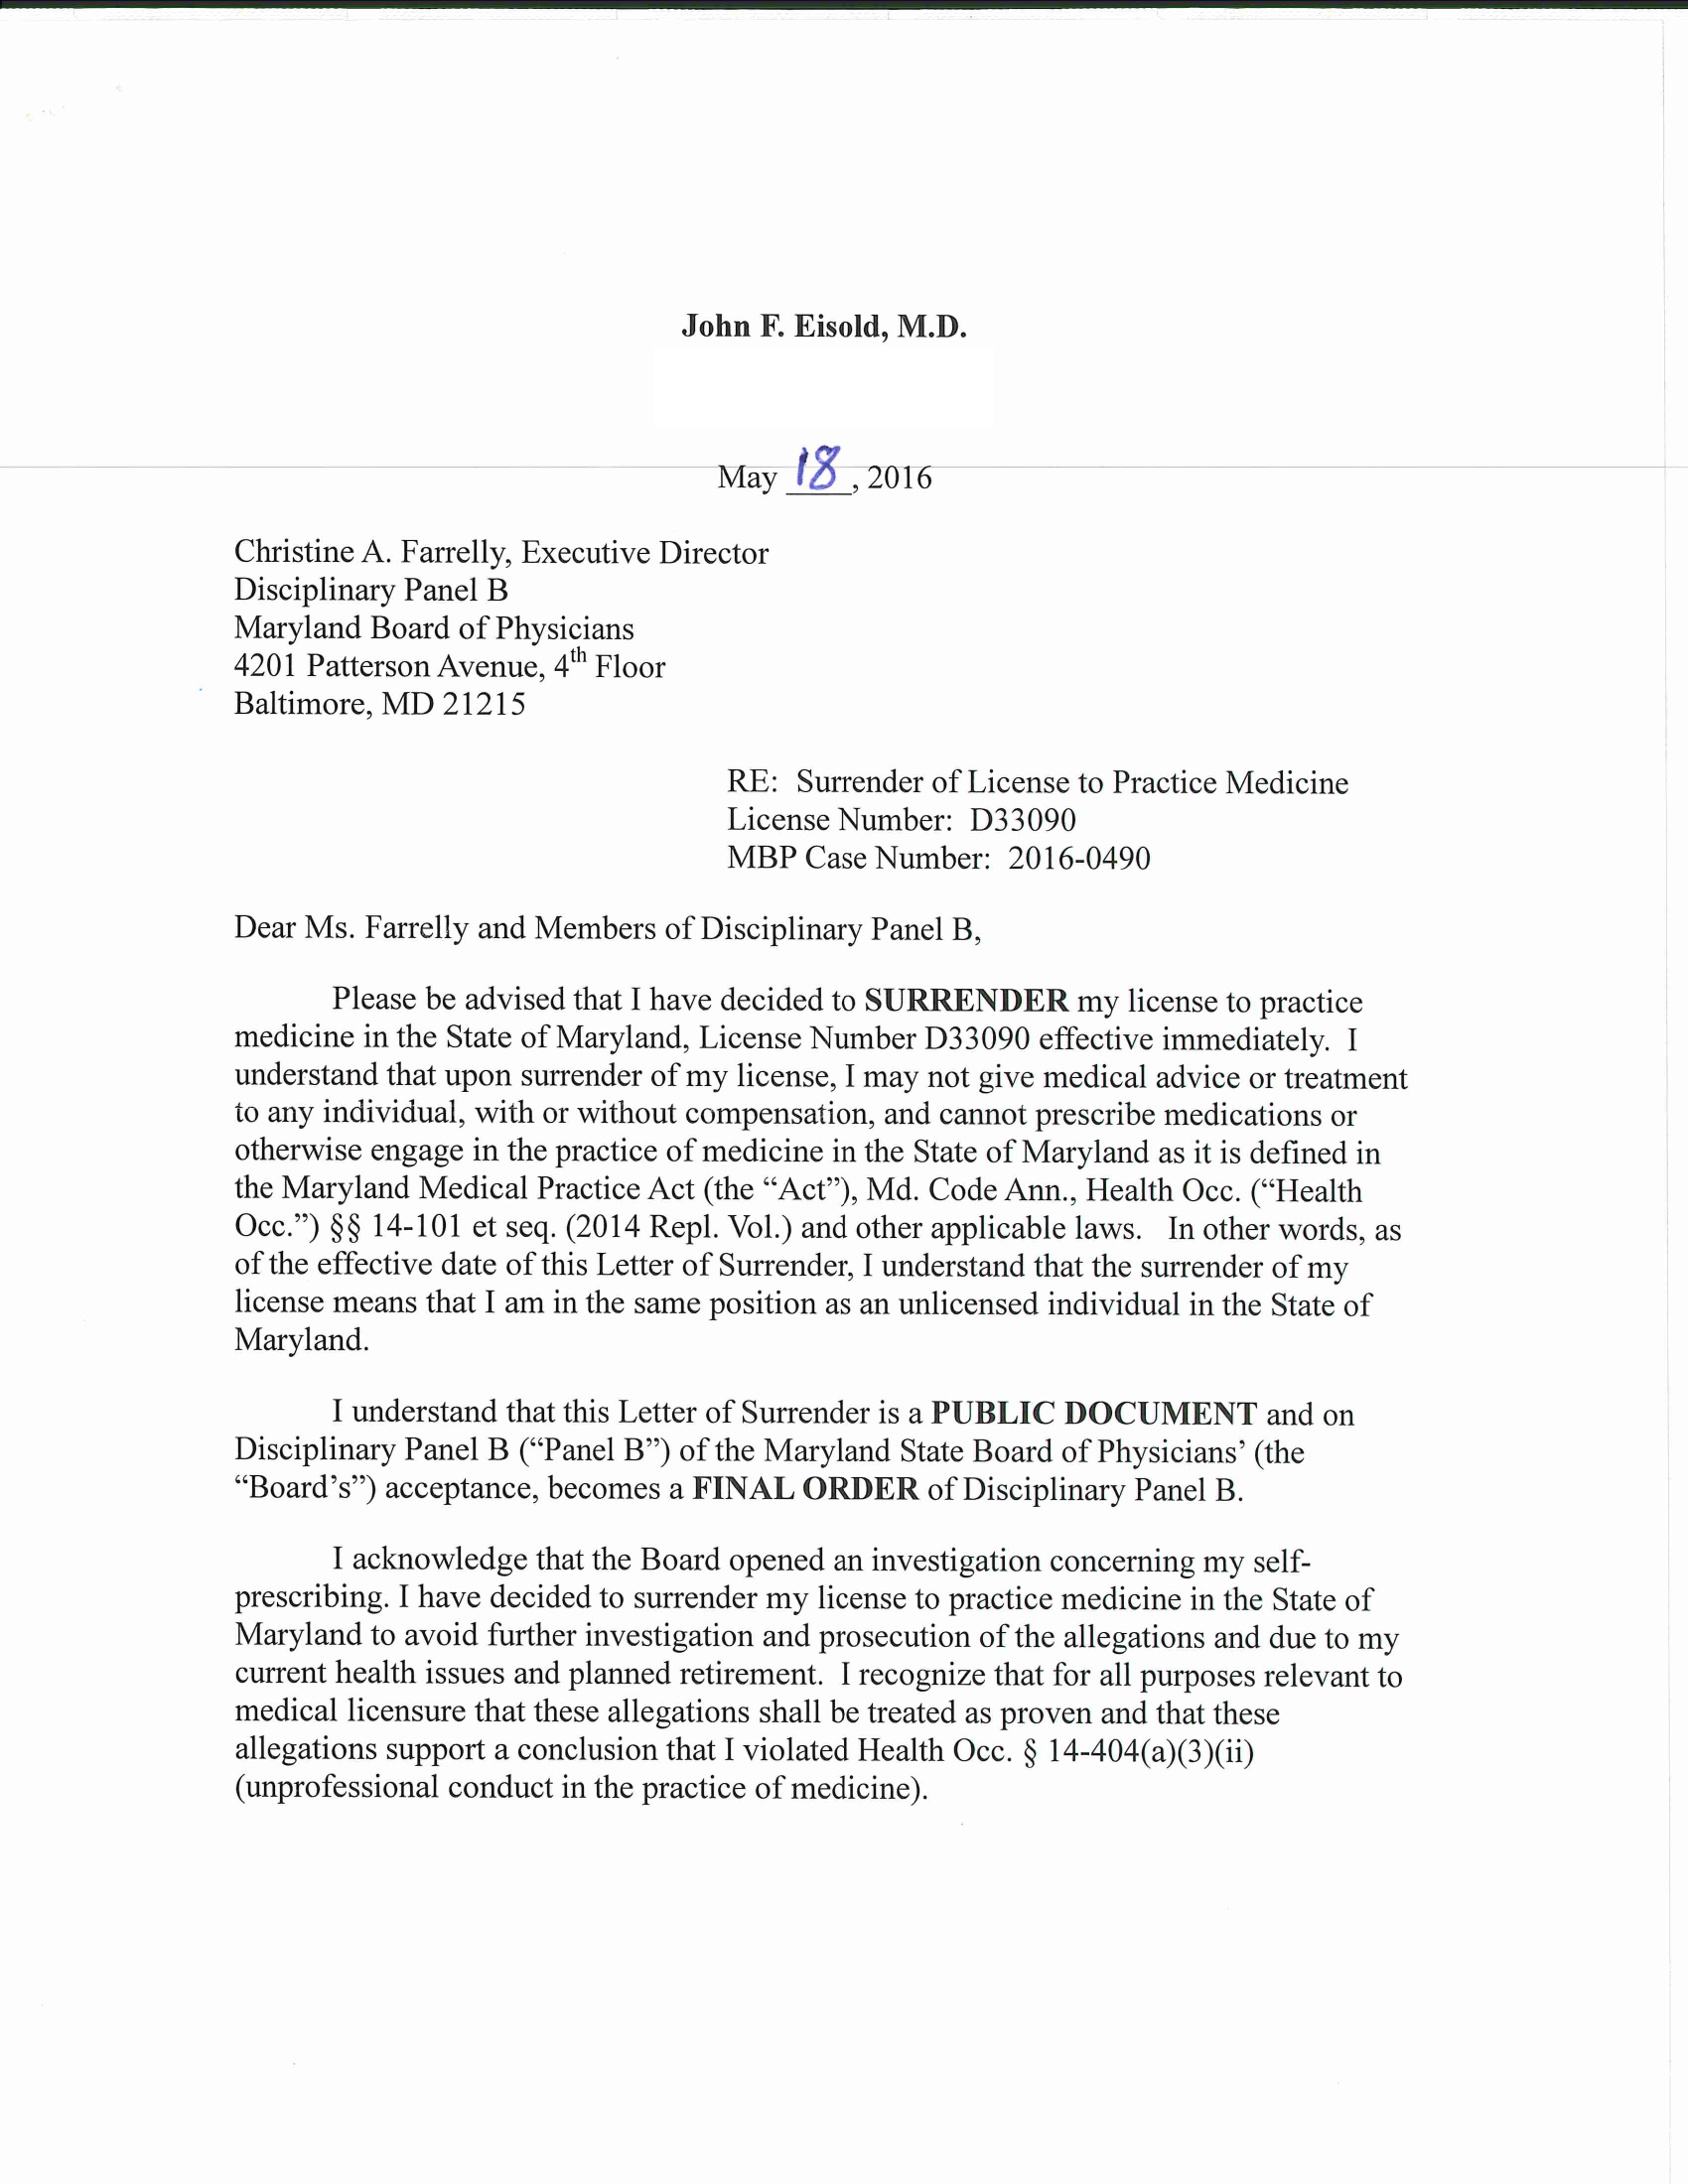 John F. Eisold, M.D.
May 18, 2016
Christine A. Farrelly, Executive Director
Disciplinary Panel B
Maryland Board of Physicians
4201 Patterson Avenue, 4th Floor
Baltimore, MD 21215
RE: Surrender of License to Practice Medicine
License Number: D33090
MBP Case Number: 2016-0490
Dear Ms. Farrelly and Members of Disciplinary Panel B,
Please be advised that I have decided to SURRENDER my license to practice
medicine in the State of Maryland, License Number D33090 effective immediately. I
understand that upon surrender of my license, I may not give medical advice or treatment
to any individual, with or without compensation, and cannot prescribe medications or
otherwise engage in the practice of medicine in the State of Maryland as it is defined in
the Maryland Medical Practice Act (the “Act”), Md. Code Ann., Health Occ. (“Health
Occ.”) §§ 14-101 et seq. (2014 Repl. Vol.) and other applicable laws. In other words, as
of the effective date of this Letter of Surrender, I understand that the surrender of my
license means that I am in the same position as an unlicensed individual in the State of
Maryland.
I understand that this Letter of Surrender is a PUBLIC DOCUMENT and on
Disciplinary Panel B (“Panel B”) of the Maryland State Board of Physicians’ (the
“Board’s”) acceptance, becomes a FINAL ORDER of Disciplinary Panel B.
I acknowledge that the Board opened an investigation concerning my self-
prescribing. I have decided to surrender my license to practice medicine in the State of
Maryland to avoid further investigation and prosecution of the allegations and due to my
current health issues and planned retirement. I recognize that for all purposes relevant to
medical licensure that these allegations shall be treated as proven and that these
allegations support a conclusion that I violated Health Occ. § 14-404(a)(3)(ii)
(unprofessional conduct in the practice of medicine).